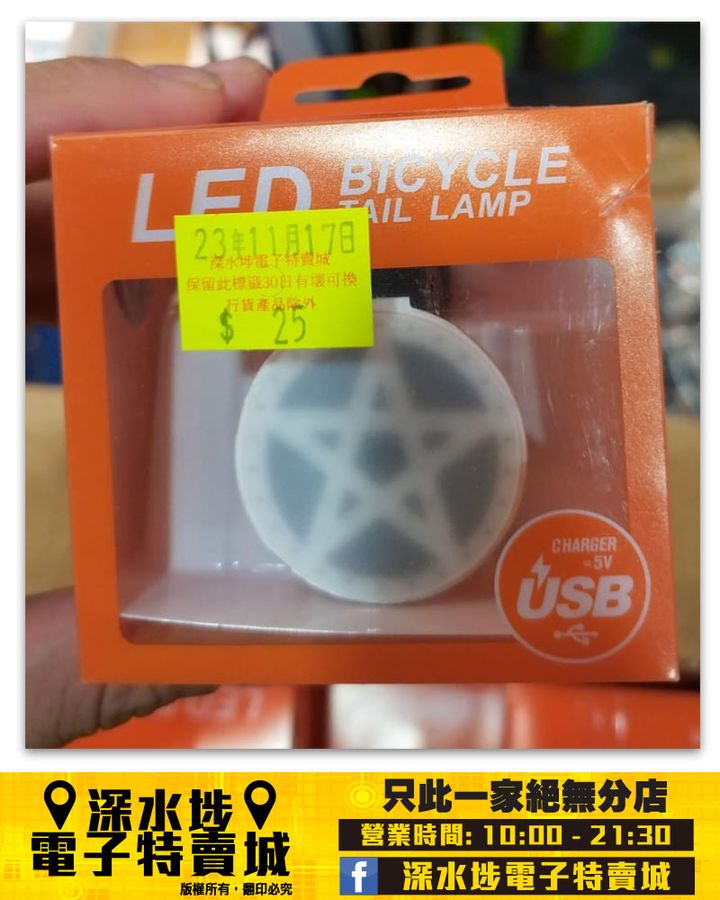 LED BICYCLE
TAIL LAMP
23年11月17日
深水埗電子特賣城
保留此標籤30日有壞可換
行貨產品除外
$ 25
CHARGER
5V
USB
深水埗
電子特賣城
版權所有，翻印必究
只此一家絕無分店
營業時間: 10:00 - 21:30
f 深水埗電子特賣城